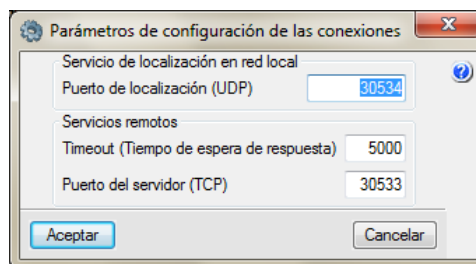 Parámetros de configuración de las conexiones
Servicio de localización en red local
Puerto de localización (UDP) 30534
Servicios remotos
Timeout (Tiempo de espera de respuesta) 5000
Puerto del servidor (TCP) 30533
Aceptar Cancelar